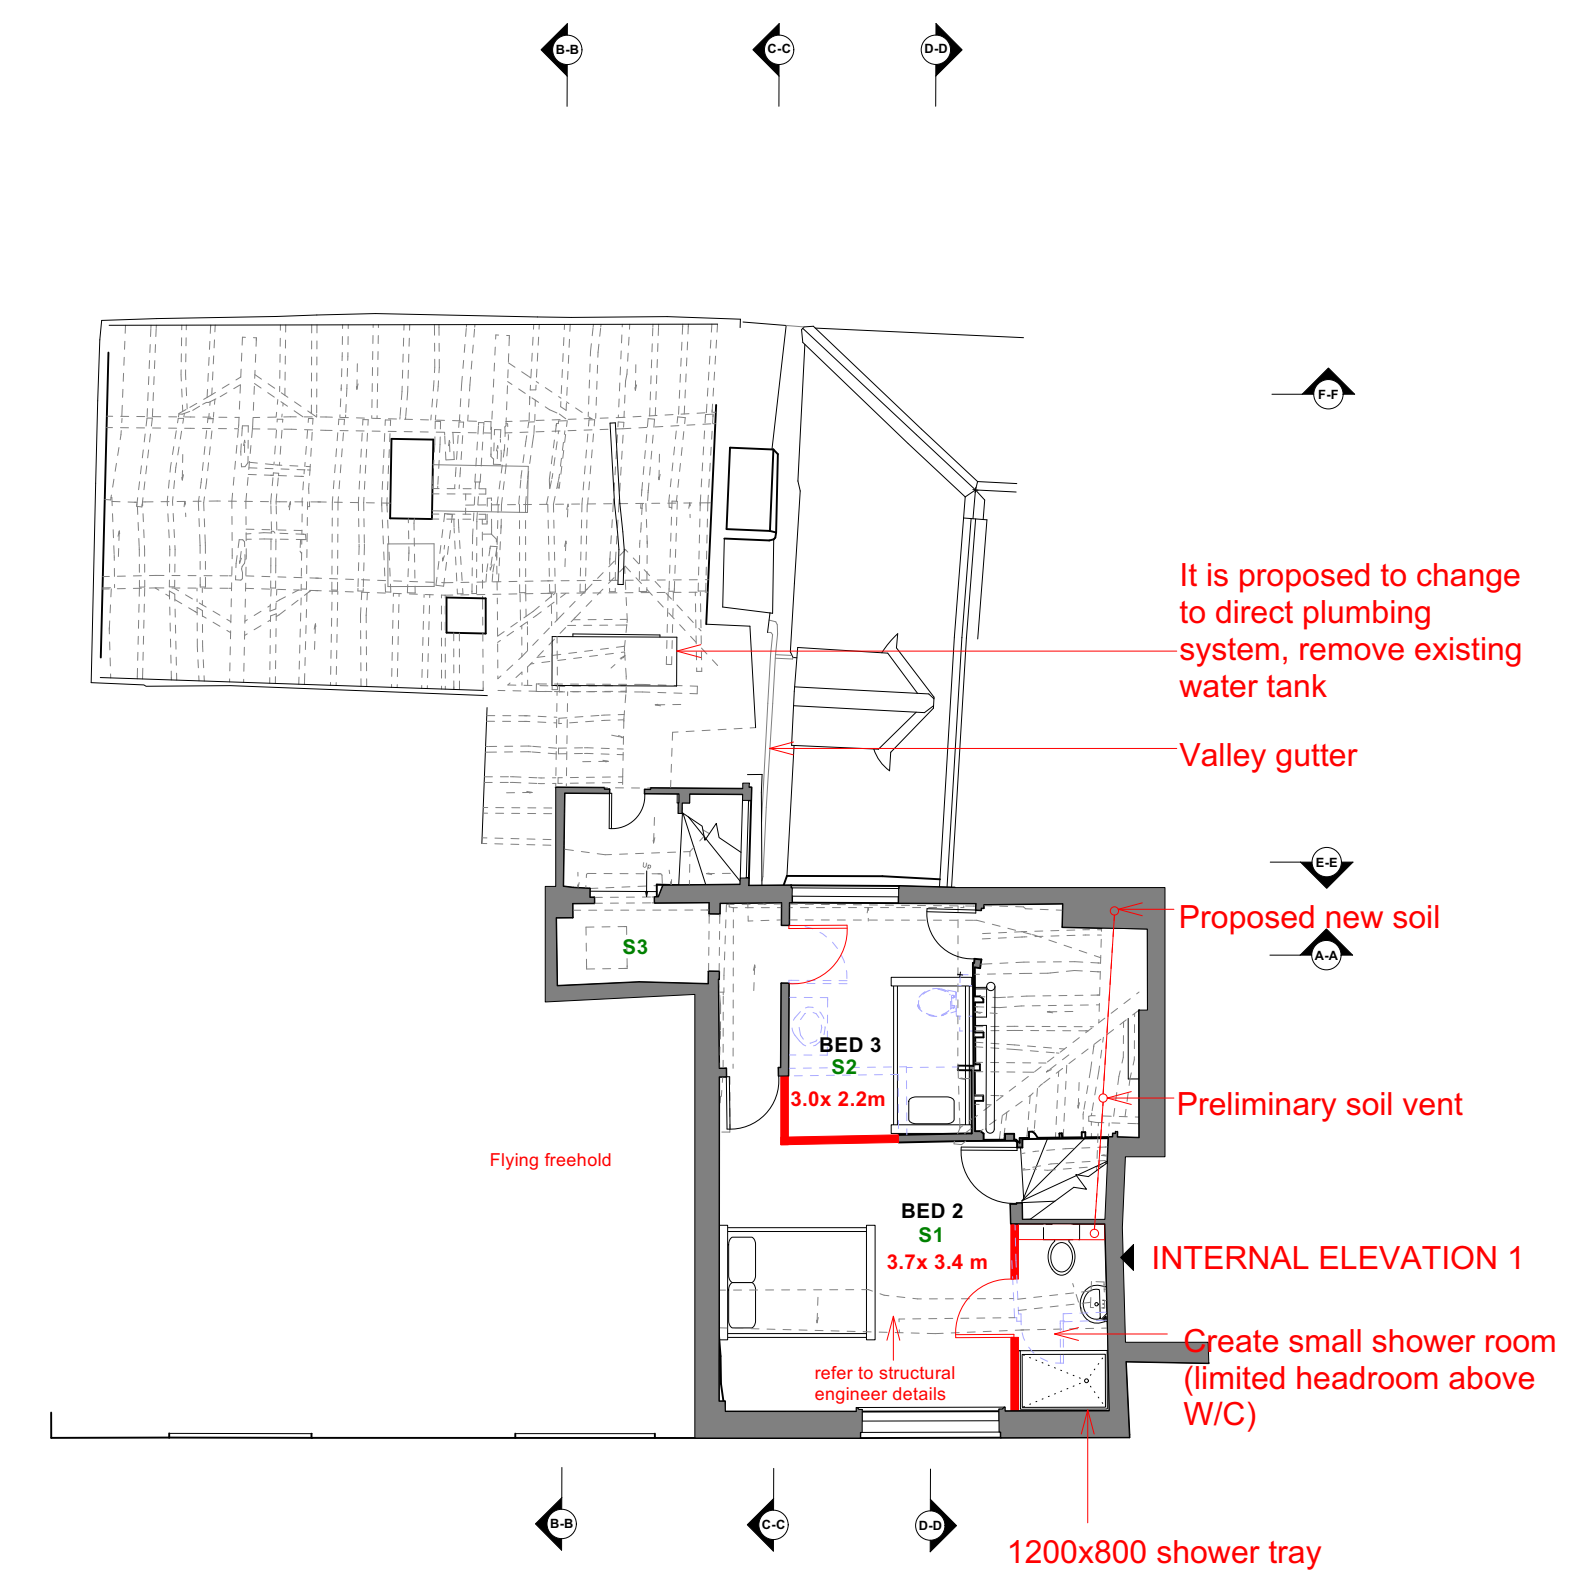 B-B
C-C
D-D
F-F
It is proposed to change
to direct plumbing
system, remove existing
water tank
Valley gutter
Up
E-E
Proposed new soil
S3
A-A
BED 3
S2
3.0x 2.2m
Preliminary soil vent
Flying freehold
BED 2
S1
3.7x 3.4 m
INTERNAL ELEVATION 1
Create small shower room
(limited headroom above
W/C)
refer to structural
engineer details
B-B
C-C
D-D
1200x800 shower tray